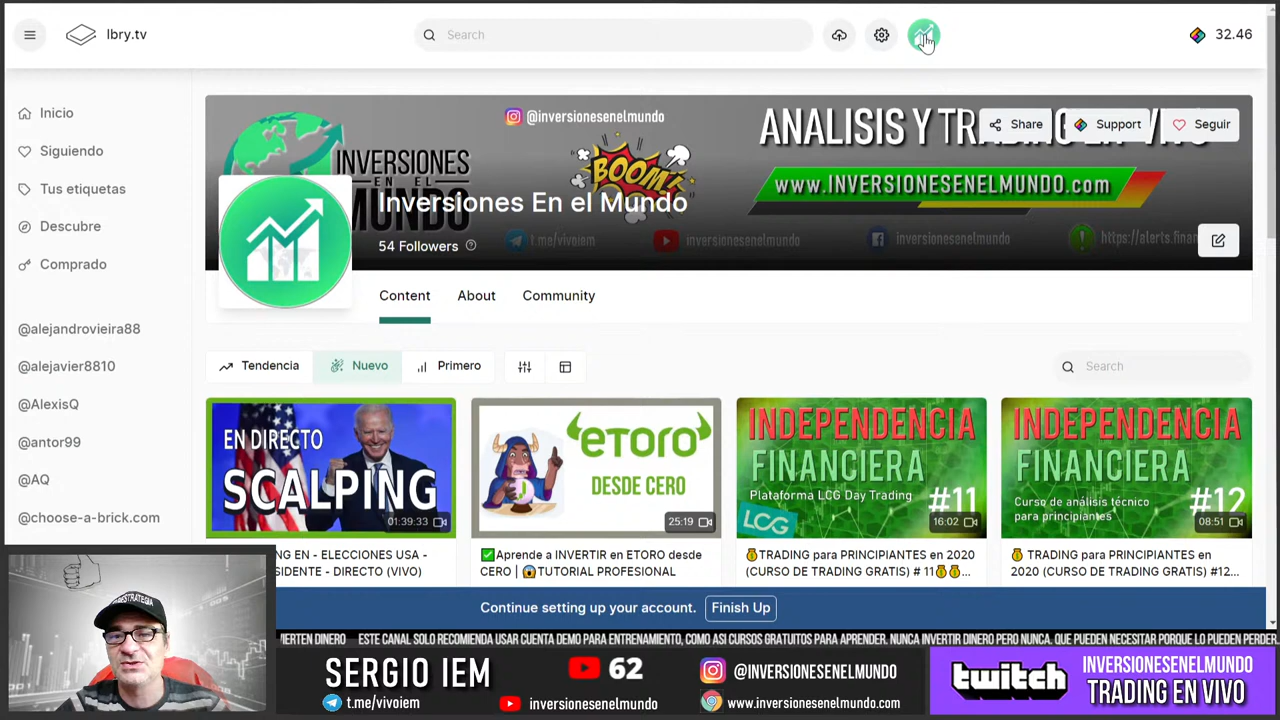 lbry.tv
Search
32.46
Inicio
Siguiendo
Tus etiquetas
Descubre
Comprado
@alejandrovieira88
@alejavier8810
@AlexisQ
@antor99
@AQ
@choose-a-brick.com
INVERSIONES
EN EL
MUNDO
@inversionesenelmundo
BOOM!
ANALISIS Y TR
Share
Support
Seguir
www.INVERSIONESENELMUNDO.com
Inversiones En el Mundo
54 Followers
t.me/vivoiem
inversionesenelmundo
inversionesenelmundo
https://alerts.finan
Content
About
Community
Tendencia
Nuevo
Primero
Search
EN DIRECTO
SCALPING
01:39:33
NG EN - ELECCIONES USA -
SIDENTE - DIRECTO (VIVO)
eTORO
DESDE CERO
25:19
✅Aprende a INVERTIR en ETORO desde
CERO | 😱TUTORIAL PROFESIONAL
INDEPENDENCIA
FINANCIERA
Plataforma LCG Day Trading
#11
LCG
16:02
💰TRADING para PRINCIPIANTES en 2020
(CURSO DE TRADING GRATIS) # 11💰💰...
INDEPENDENCIA
FINANCIERA
Curso de análisis técnico
para principiantes
#12
08:51
💰 TRADING para PRINCIPIANTES en
2020 (CURSO DE TRADING GRATIS) #12...
Continue setting up your account.
Finish Up
VIERTEN DINERO ESTE CANAL SOLO RECOMIENDA USAR CUENTA DEMO PARA ENTRENAMIENTO, COMO ASI CURSOS GRATUITOS PARA APRENDER. NUNCA INVERTIR DINERO PERO NUNCA, QUE PUEDEN NECESITAR PORQUE LO PUEDEN PERDER.
SERGIO IEM
62
@INVERSIONESENELMUNDO
t.me/vivoiem
inversionesenelmundo
www.inversionesenelmundo.com
twitch
INVERSIONESENELMUNDO
TRADING EN VIVO